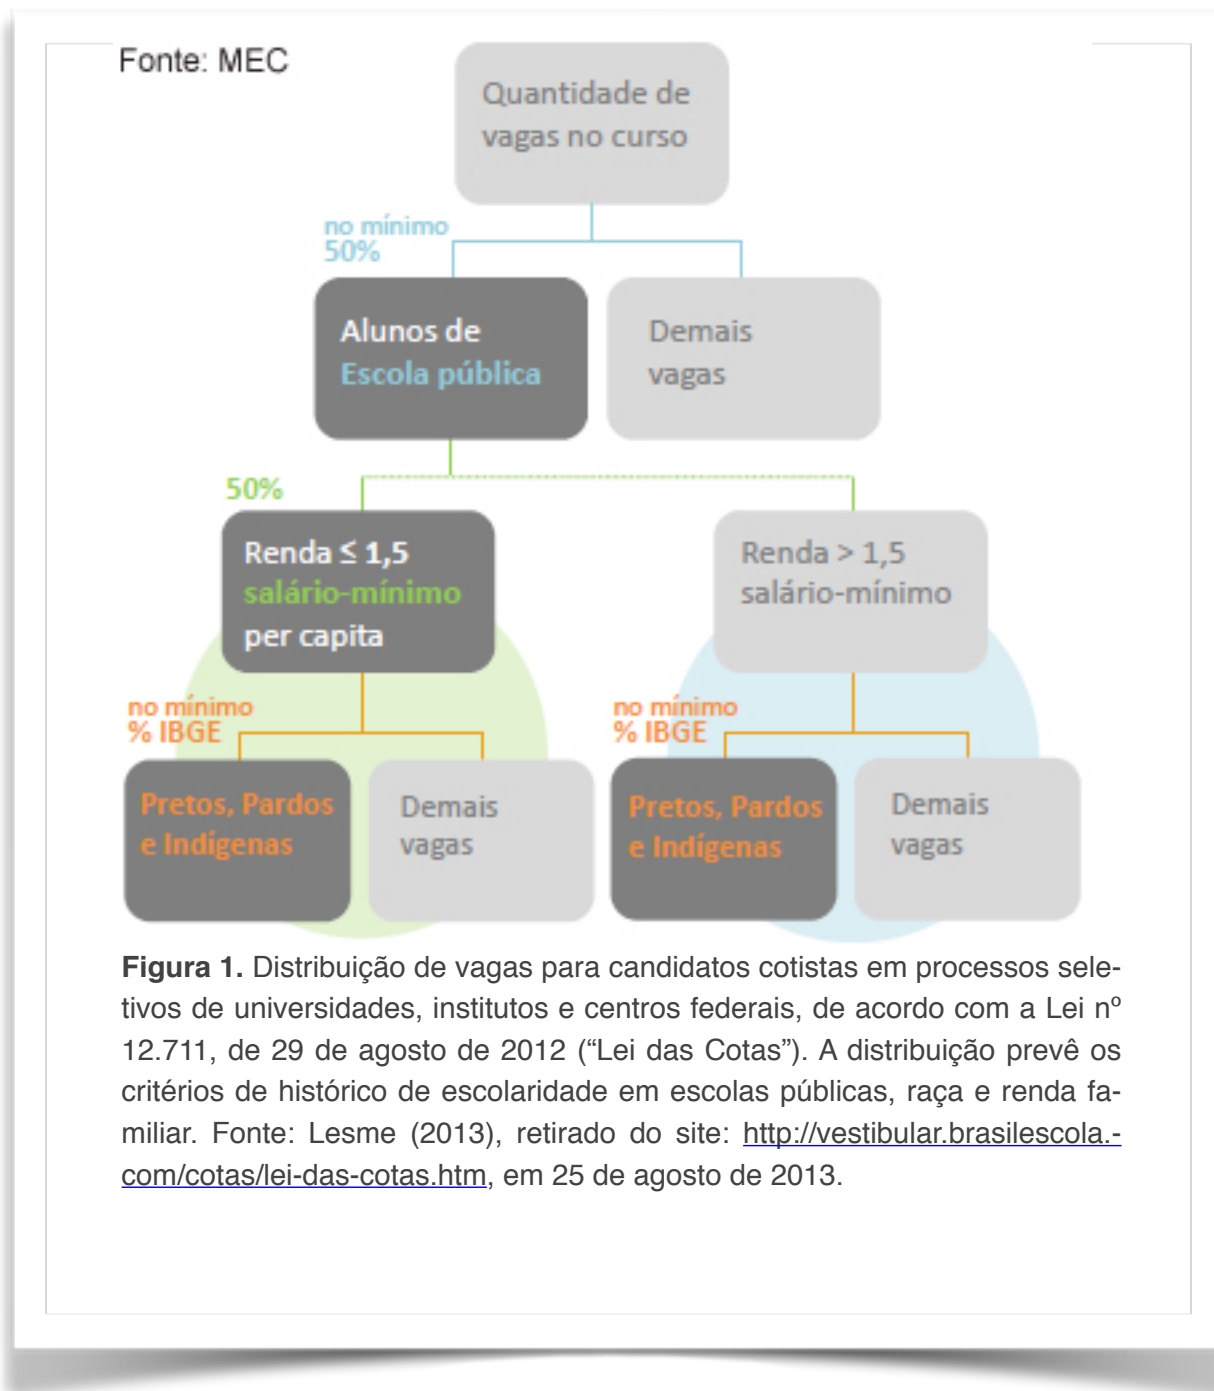 Fonte: MEC
Quantidade de
vagas no curso
no mínimo
50%
Alunos de
Escola pública
Demais
vagas
50%
Renda ≤ 1,5
salário-mínimo
per capita
Renda > 1,5
salário-mínimo
no mínimo
% IBGE
no mínimo
% IBGE
Pretos, Pardos
e Indígenas
Demais
vagas
Pretos, Pardos
e Indígenas
Demais
vagas
Figura 1. Distribuição de vagas para candidatos cotistas em processos sele-
tivos de universidades, institutos e centros federais, de acordo com a Lei nº
12.711, de 29 de agosto de 2012 (“Lei das Cotas”). A distribuição prevê os
critérios de histórico de escolaridade em escolas públicas, raça e renda fa-
miliar. Fonte: Lesme (2013), retirado do site: http://vestibular.brasilescola.-
com/cotas/lei-das-cotas.htm, em 25 de agosto de 2013.